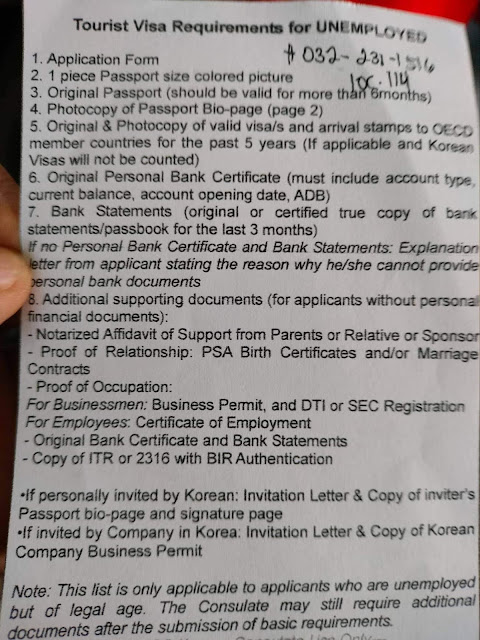 Tourist Visa Requirements for UNEMPLOYED
# 032-231-1516
loc. 114
1. Application Form
2. 1 piece Passport size colored picture
3. Original Passport (should be valid for more than 6months)
4. Photocopy of Passport Bio-page (page 2)
5. Original & Photocopy of valid visa/s and arrival stamps to OECD
member countries for the past 5 years (If applicable and Korean
Visas will not be counted)
6. Original Personal Bank Certificate (must include account type,
current balance, account opening date, ADB)
7. Bank Statements (original or certified true copy of bank
statements/passbook for the last 3 months)
If no Personal Bank Certificate and Bank Statements: Explanation
letter from applicant stating the reason why he/she cannot provide
personal bank documents
8. Additional supporting documents (for applicants without personal
financial documents):
- Notarized Affidavit of Support from Parents or Relative or Sponsor
- Proof of Relationship: PSA Birth Certificates and/or Marriage
Contracts
- Proof of Occupation:
For Businessmen: Business Permit, and DTI or SEC Registration
For Employees: Certificate of Employment
- Original Bank Certificate and Bank Statements
- Copy of ITR or 2316 with BIR Authentication
•If personally invited by Korean: Invitation Letter & Copy of inviter's
Passport bio-page and signature page
•If invited by Company in Korea: Invitation Letter & Copy of Korean
Company Business Permit
Note: This list is only applicable to applicants who are unemployed
but of legal age. The Consulate may still require additional
documents after the submission of basic requirements.